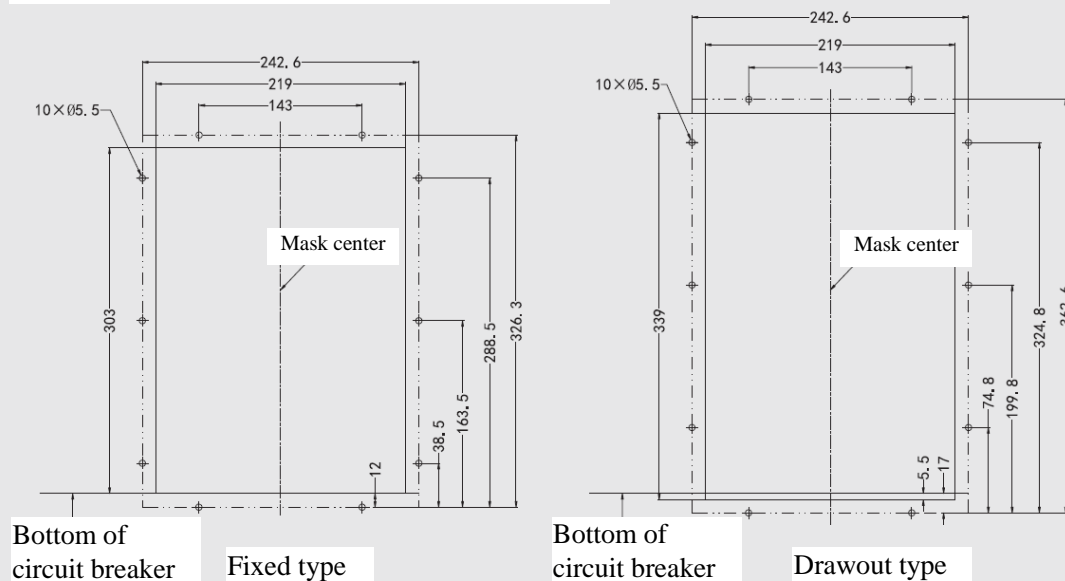 242.6
219
143
10×Ø5.5
Mask center
303
326.3
288.5
163.5
38.5
12
Bottom of
circuit breaker
Fixed type
242.6
219
143
10×Ø5.5
Mask center
339
324.8
199.8
74.8
5.5
17
Bottom of
circuit breaker
Drawout type